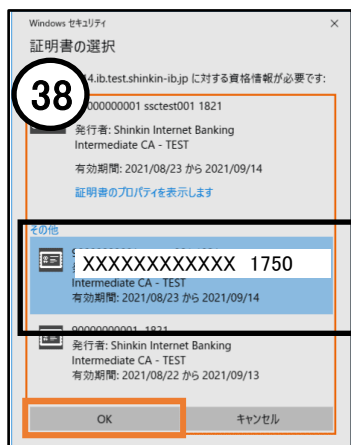 Windows セキュリティ
証明書の選択
4.ib.test.shinkin-ib.jp に対する資格情報が必要です:
38
0000000001 ssctest001 1821
発行者: Shinkin Internet Banking
Intermediate CA - TEST
有効期間: 2021/08/23 から 2021/09/14
証明書のプロパティを表示します
その他
XXXXXXXXXXXX 1750
Intermediate CA - TEST
有効期間: 2021/08/23 から 2021/09/14
90000000001 1821
発行者: Shinkin Internet Banking
Intermediate CA - TEST
有効期間: 2021/08/22 から 2021/09/13
OK
キャンセル